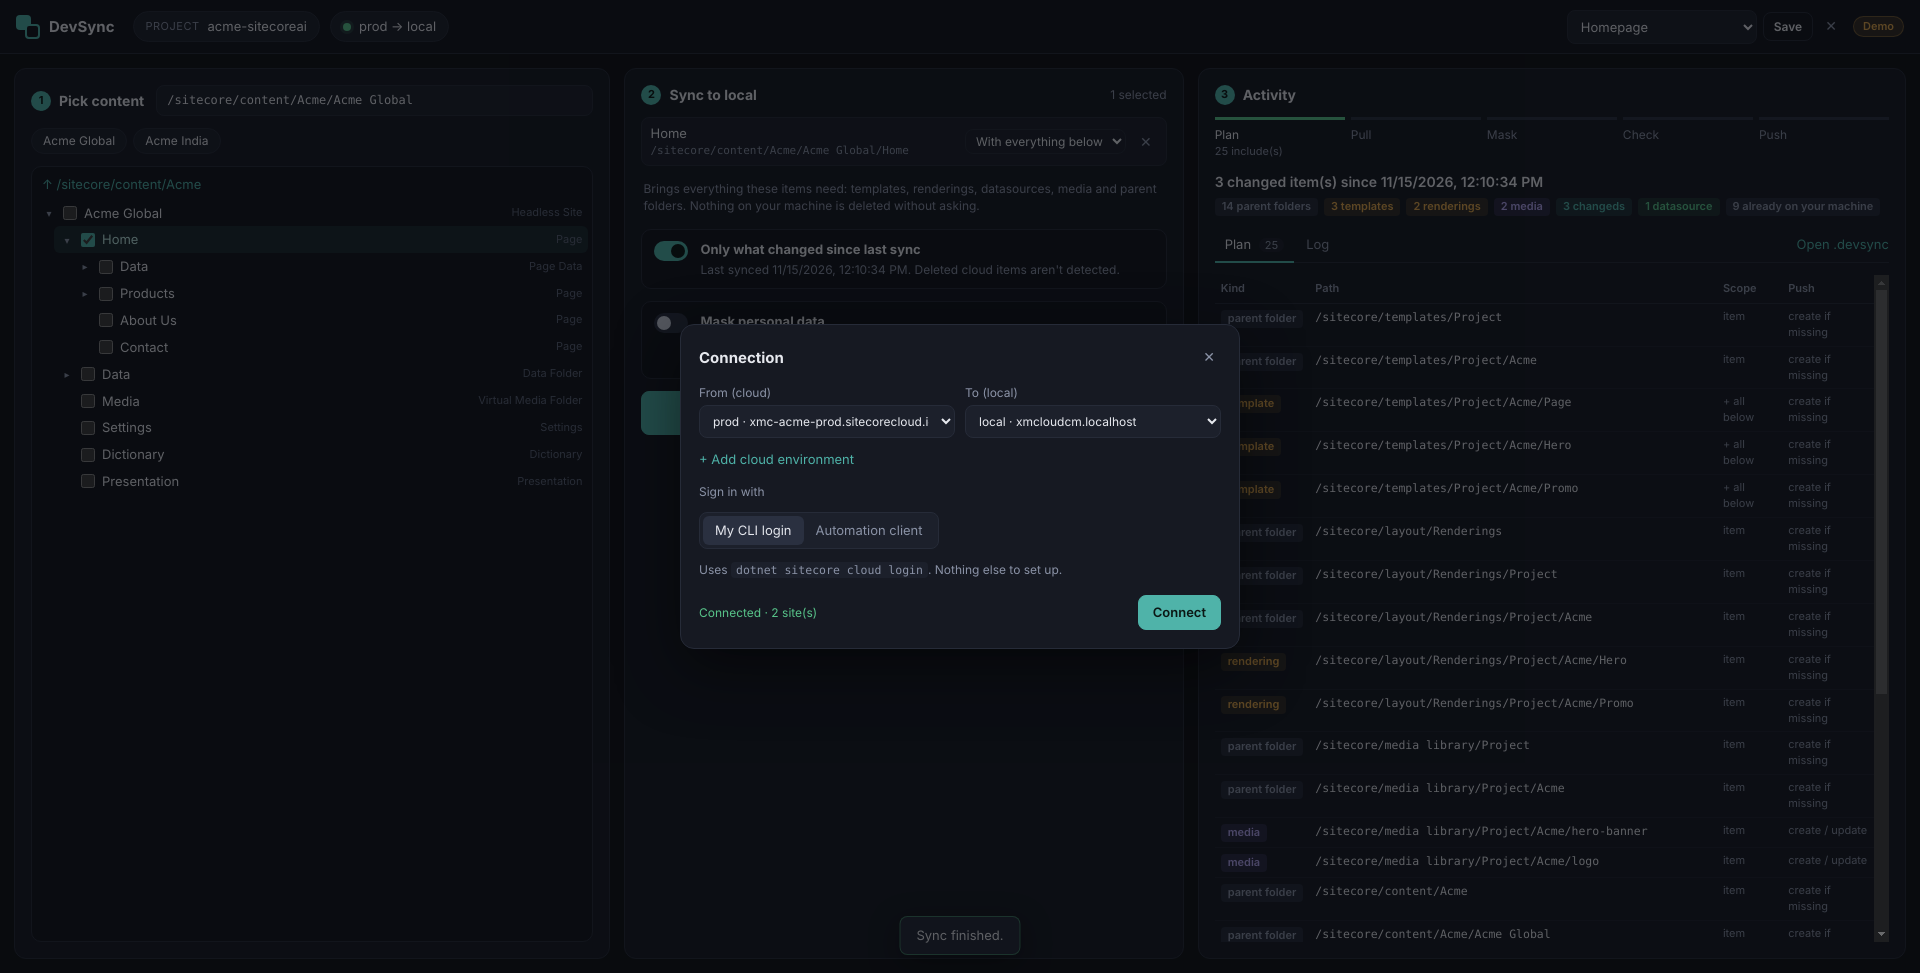 DevSync
PROJECT acme-sitecoreai
prod → local
Homepage
Save
×
Demo
1 Pick content
/sitecore/content/Acme/Acme Global
Acme Global
Acme India
↑ /sitecore/content/Acme
Acme Global Headless Site
Home Page
Data Page Data
Products Page
About Us Page
Contact Page
Data Data Folder
Media Virtual Media Folder
Settings Settings
Dictionary Dictionary
Presentation Presentation
2 Sync to local
1 selected
Home
/sitecore/content/Acme/Acme Global/Home
With everything below
×
Brings everything these items need: templates, renderings, datasources, media and parent
folders. Nothing on your machine is deleted without asking.
Only what changed since last sync
Last synced 11/15/2026, 12:10:34 PM. Deleted cloud items aren't detected.
Mask personal data
Connection
×
From (cloud)
To (local)
prod · xmc-acme-prod.sitecorecloud.i
local · xmcloudcm.localhost
+ Add cloud environment
Sign in with
My CLI login
Automation client
Uses dotnet sitecore cloud login. Nothing else to set up.
Connected · 2 site(s)
Connect
Sync finished.
3 Activity
Plan
25 include(s)
Pull
Mask
Check
Push
3 changed item(s) since 11/15/2026, 12:10:34 PM
14 parent folders
3 templates
2 renderings
2 media
3 changeds
1 datasource
9 already on your machine
Plan 25
Log
Open .devsync
Kind Path Scope Push
parent folder /sitecore/templates/Project item create if
missing
rent folder /sitecore/templates/Project/Acme item create if
missing
mplate /sitecore/templates/Project/Acme/Page + all create if
below missing
mplate /sitecore/templates/Project/Acme/Hero + all create if
below missing
mplate /sitecore/templates/Project/Acme/Promo + all create if
below missing
rent folder /sitecore/layout/Renderings item create if
missing
rent folder /sitecore/layout/Renderings/Project item create if
missing
rent folder /sitecore/layout/Renderings/Project/Acme item create if
missing
rendering /sitecore/layout/Renderings/Project/Acme/Hero item create if
missing
rendering /sitecore/layout/Renderings/Project/Acme/Promo item create if
missing
parent folder /sitecore/media library/Project item create if
missing
parent folder /sitecore/media library/Project/Acme item create if
missing
media /sitecore/media library/Project/Acme/hero-banner item create / update
media /sitecore/media library/Project/Acme/logo item create / update
parent folder /sitecore/content/Acme item create if
missing
parent folder /sitecore/content/Acme/Acme Global item create if